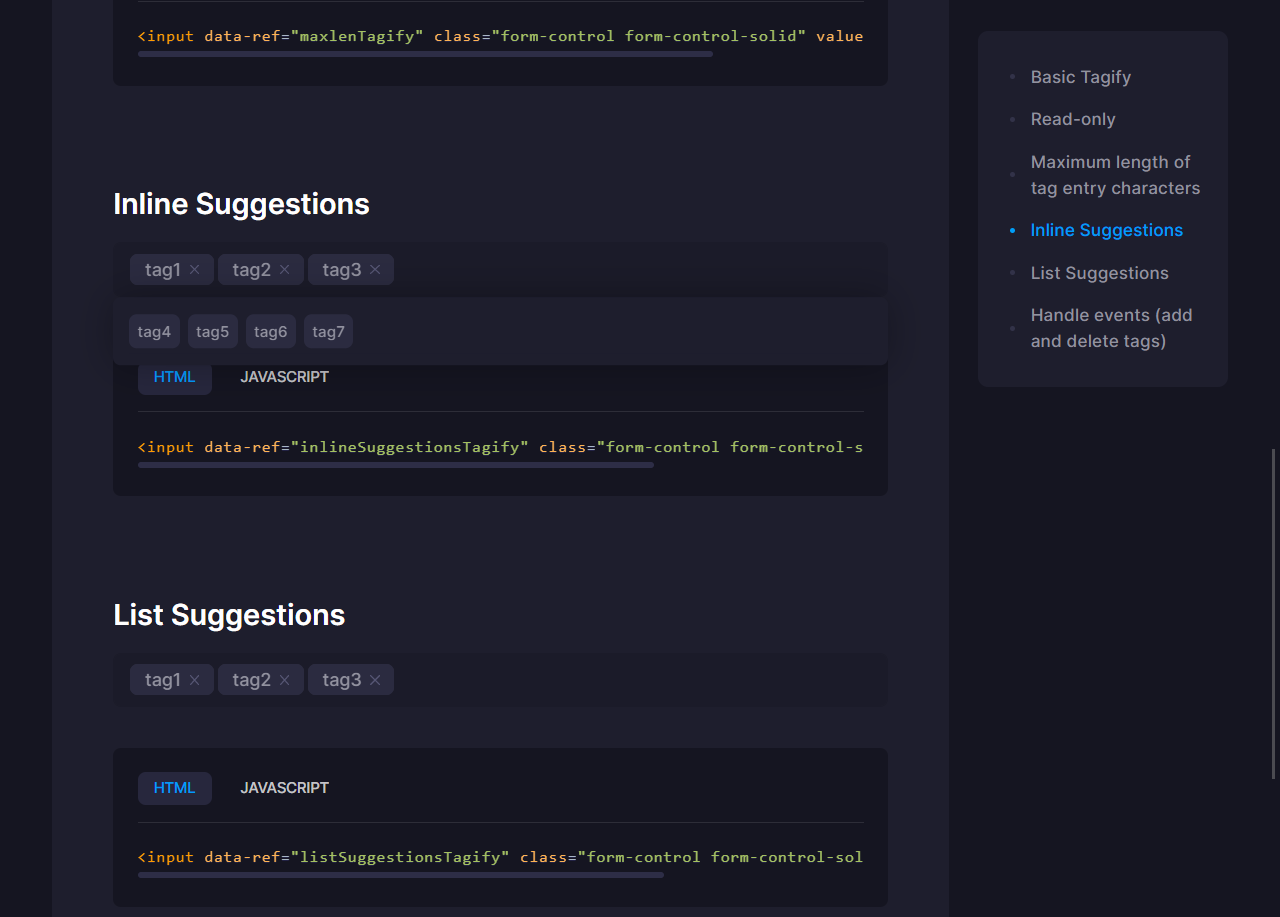 <input data-ref="maxlenTagify" class="form-control form-control-solid" value
Inline Suggestions
tag1 × tag2 × tag3 ×
tag4 tag5 tag6 tag7
HTML JAVASCRIPT
<input data-ref="inlineSuggestionsTagify" class="form-control form-control-s
List Suggestions
tag1 × tag2 × tag3 ×
HTML JAVASCRIPT
<input data-ref="listSuggestionsTagify" class="form-control form-control-sol
Basic Tagify
Read-only
Maximum length of
tag entry characters
Inline Suggestions
List Suggestions
Handle events (add
and delete tags)